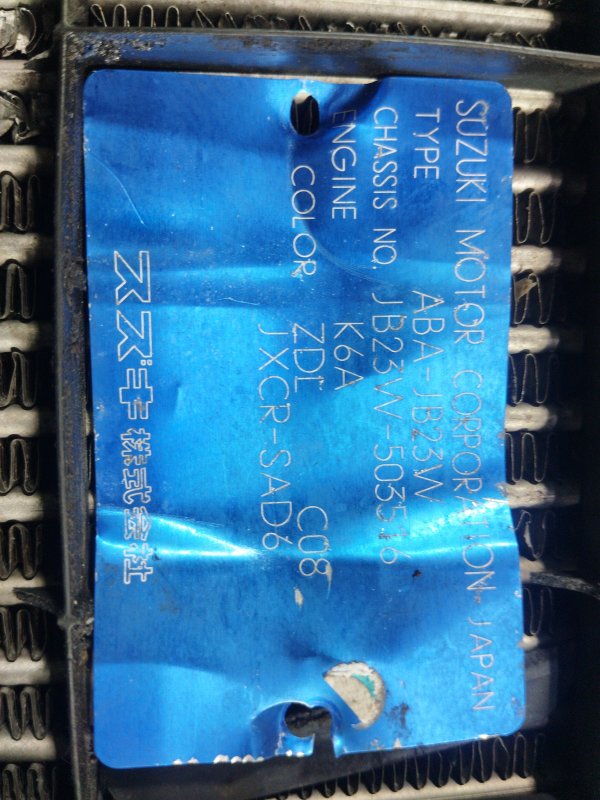 SUZUKI MOTOR CORPORATION-JAPAN
TYPE ABA-JB23W
CHASSIS NO. JB23W-503536
ENGINE K6A
COLOR ZDL C08
JXCR-SAD6
スズキ株式会社